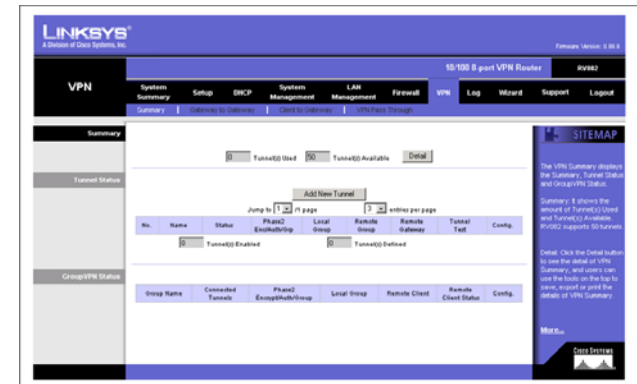 LINKSYS®
A Division of Cisco Systems, Inc.
Firmware Version:
10/100 8-port VPN Router
RV082
VPN
System Summary
Setup
DHCP
System Management
LAN Management
Firewall
VPN
Log
Wizard
Support
Logout
Summary | Gateway to Gateway | Client to Gateway | VPN Pass Through
Summary
0 Tunnel(s) Used 50 Tunnel(s) Available Detail
Tunnel Status
Add New Tunnel
Jump to 1 /1 page 3 entries per page
No.
Name
Status
Phase2 Enc/Auth/Grp
Local Group
Remote Group
Remote Gateway
Tunnel Test
Config.
0 Tunnel(s) Enabled 0 Tunnel(s) Defined
GroupVPN Status
Group Name
Connected Tunnels
Phase2 Encrypt/Auth/Group
Local Group
Remote Client
Remote Client Status
Config.
SITEMAP
The VPN Summary displays
the Summary, Tunnel Status
and GroupVPN Status.
Summary: It shows the
amount of Tunnel(s) Used
and Tunnel(s) Available.
RV082 supports 50 tunnels.
Detail: Click the Detail button
to see the detail of VPN
Summary, and users can
use the tools on the top to
save, export or print the
details of VPN Summary.
More...
CISCO SYSTEMS